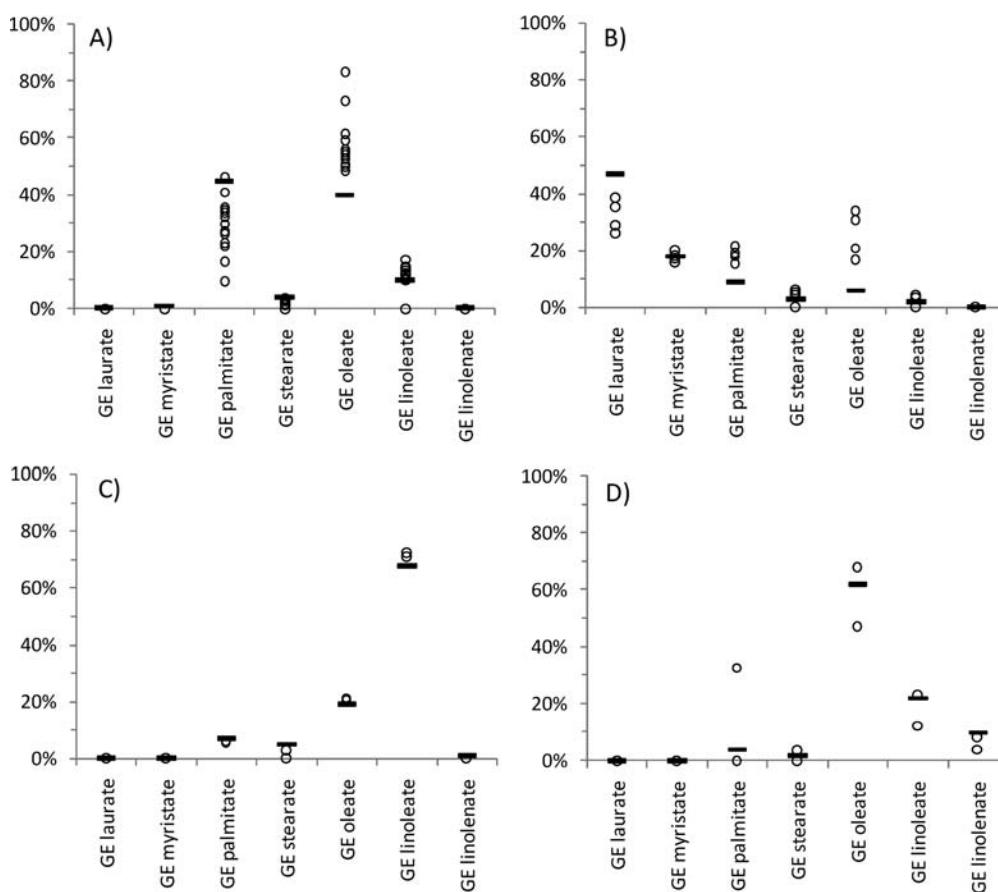 A)
100%
80%
60%
40%
20%
0%
GE laurate
GE myristate
GE palmitate
GE stearate
GE oleate
GE linoleate
GE linolenate
B)
100%
80%
60%
40%
20%
0%
GE laurate
GE myristate
GE palmitate
GE stearate
GE oleate
GE linoleate
GE linolenate
C)
100%
80%
60%
40%
20%
0%
GE laurate
GE myristate
GE palmitate
GE stearate
GE oleate
GE linoleate
GE linolenate
D)
100%
80%
60%
40%
20%
0%
GE laurate
GE myristate
GE palmitate
GE stearate
GE oleate
GE linoleate
GE linolenate